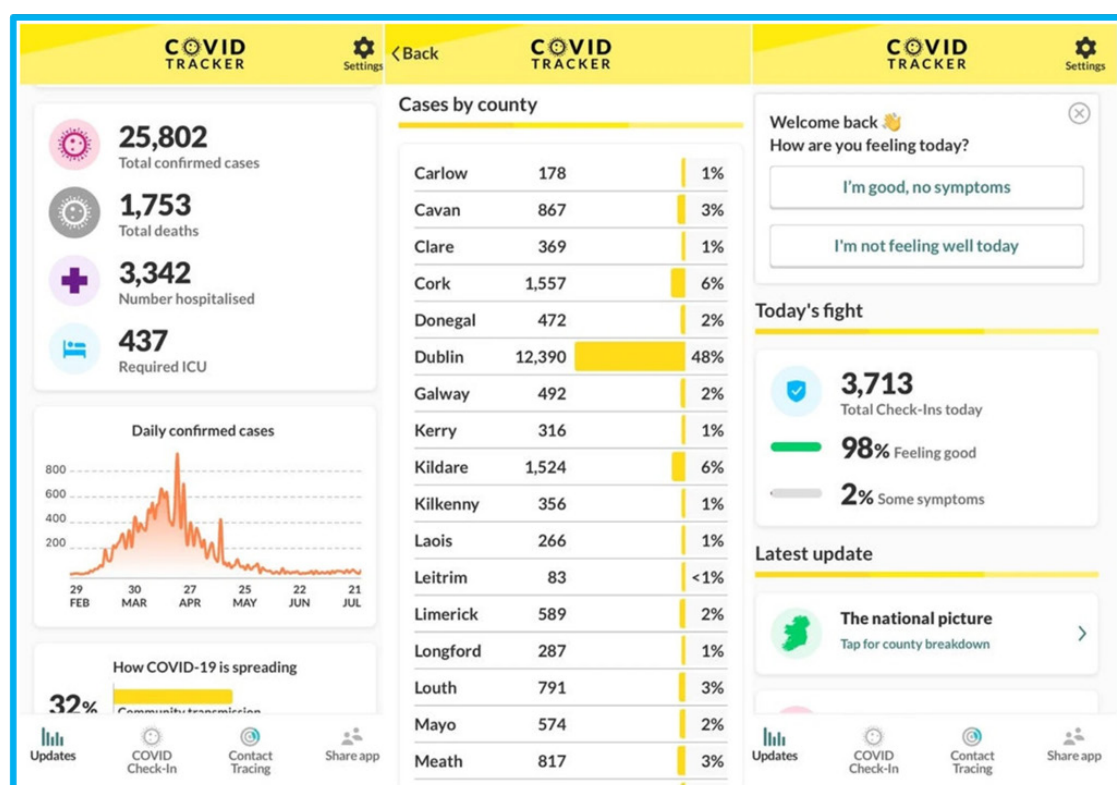 COVID
TRACKER
Settings
25,802
Total confirmed cases
1,753
Total deaths
3,342
Number hospitalised
437
Required ICU
Daily confirmed cases
800
600
400
200
29 FEB 30 MAR 27 APR 25 MAY 22 JUN 21 JUL
How COVID-19 is spreading
32%
Community transmission
Updates
COVID Check-In
Contact Tracing
Share app
Back
COVID
TRACKER
Cases by county
Carlow 178 1%
Cavan 867 3%
Clare 369 1%
Cork 1,557 6%
Donegal 472 2%
Dublin 12,390 48%
Galway 492 2%
Kerry 316 1%
Kildare 1,524 6%
Kilkenny 356 1%
Laois 266 1%
Leitrim 83 <1%
Limerick 589 2%
Longford 287 1%
Louth 791 3%
Mayo 574 2%
Meath 817 3%
COVID
TRACKER
Settings
Welcome back 👋
How are you feeling today?
I'm good, no symptoms
I'm not feeling well today
Today's fight
3,713
Total Check-Ins today
98% Feeling good
2% Some symptoms
Latest update
The national picture
Tap for county breakdown
Updates
COVID Check-In
Contact Tracing
Share app